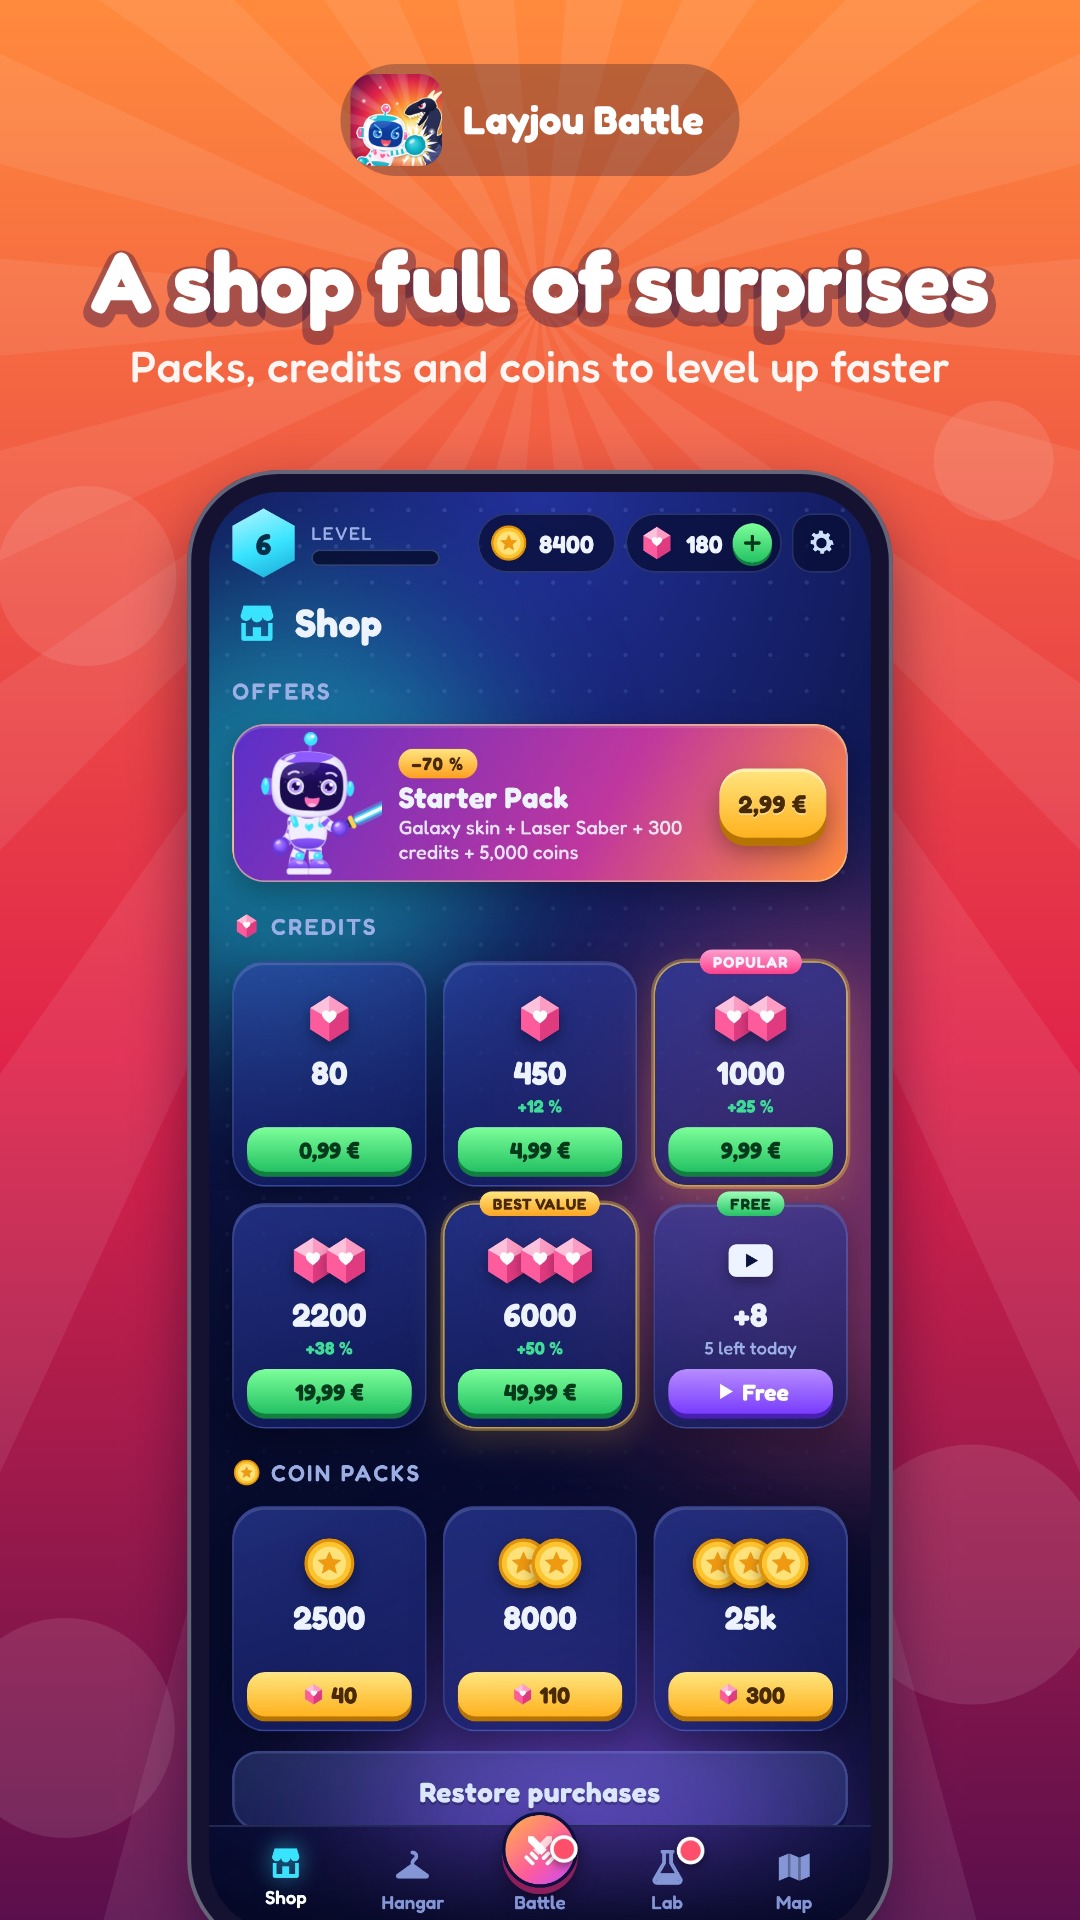 Layjou Battle
A shop full of surprises
Packs, credits and coins to level up faster
6
LEVEL
8400
180
Shop
OFFERS
−70 %
Starter Pack
Galaxy skin + Laser Saber + 300
credits + 5,000 coins
2,99 €
CREDITS
80
0,99 €
450
+12 %
4,99 €
POPULAR
1000
+25 %
9,99 €
2200
+38 %
19,99 €
BEST VALUE
6000
+50 %
49,99 €
FREE
+8
5 left today
Free
COIN PACKS
2500
40
8000
110
25k
300
Restore purchases
Shop
Hangar
Battle
Lab
Map